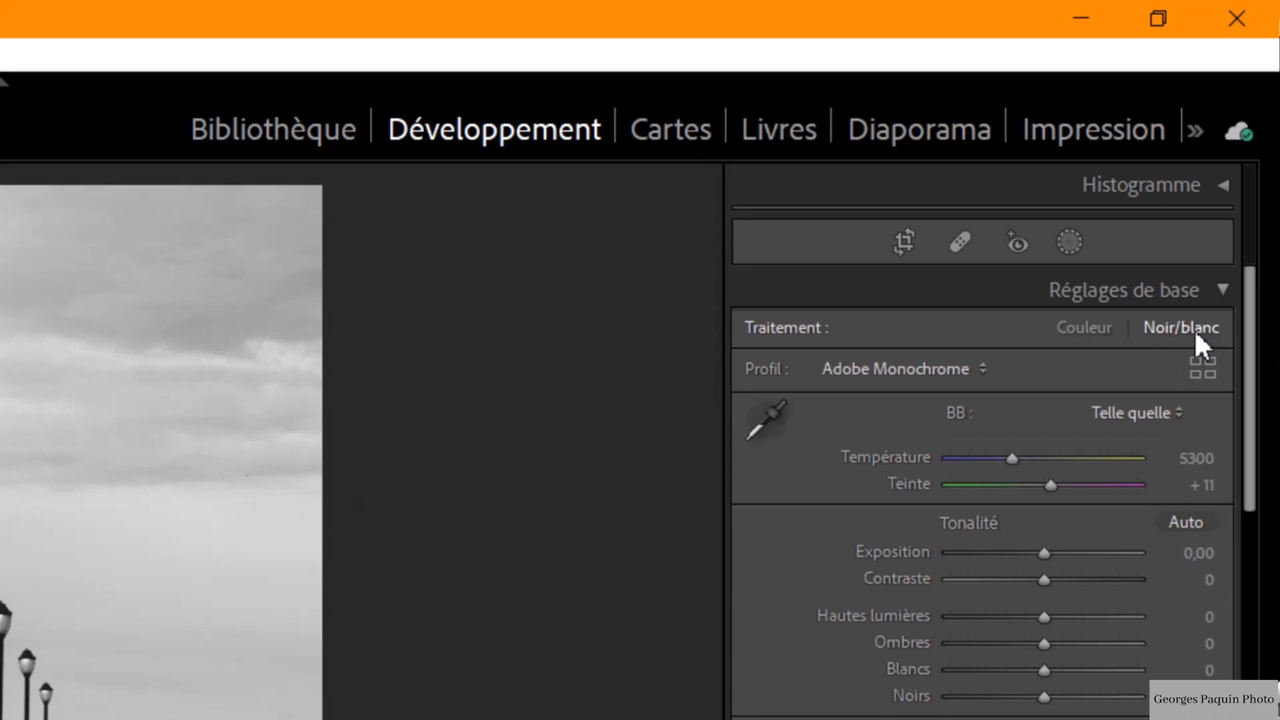 Bibliothèque | Développement | Cartes | Livres | Diaporama | Impression | »
Histogramme
Réglages de base
Traitement : Couleur | Noir/blanc
Profil : Adobe Monochrome
BB : Telle quelle
Température 5300
Teinte + 11
Tonalité Auto
Exposition 0,00
Contraste 0
Hautes lumières 0
Ombres 0
Blancs 0
Noirs
Georges Paquin Photo